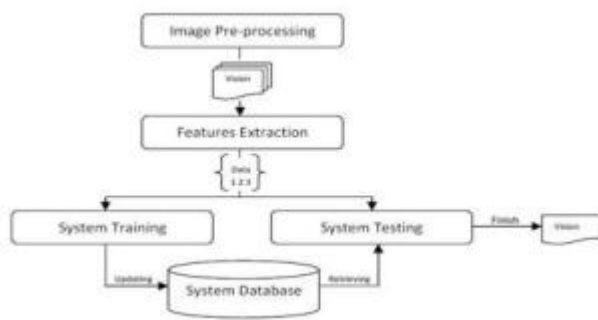 Image Pre-processing
Vision
Features Extraction
Data
1 2 3
System Training
System Testing
Finish
Vision
Updating
System Database
Retrieving